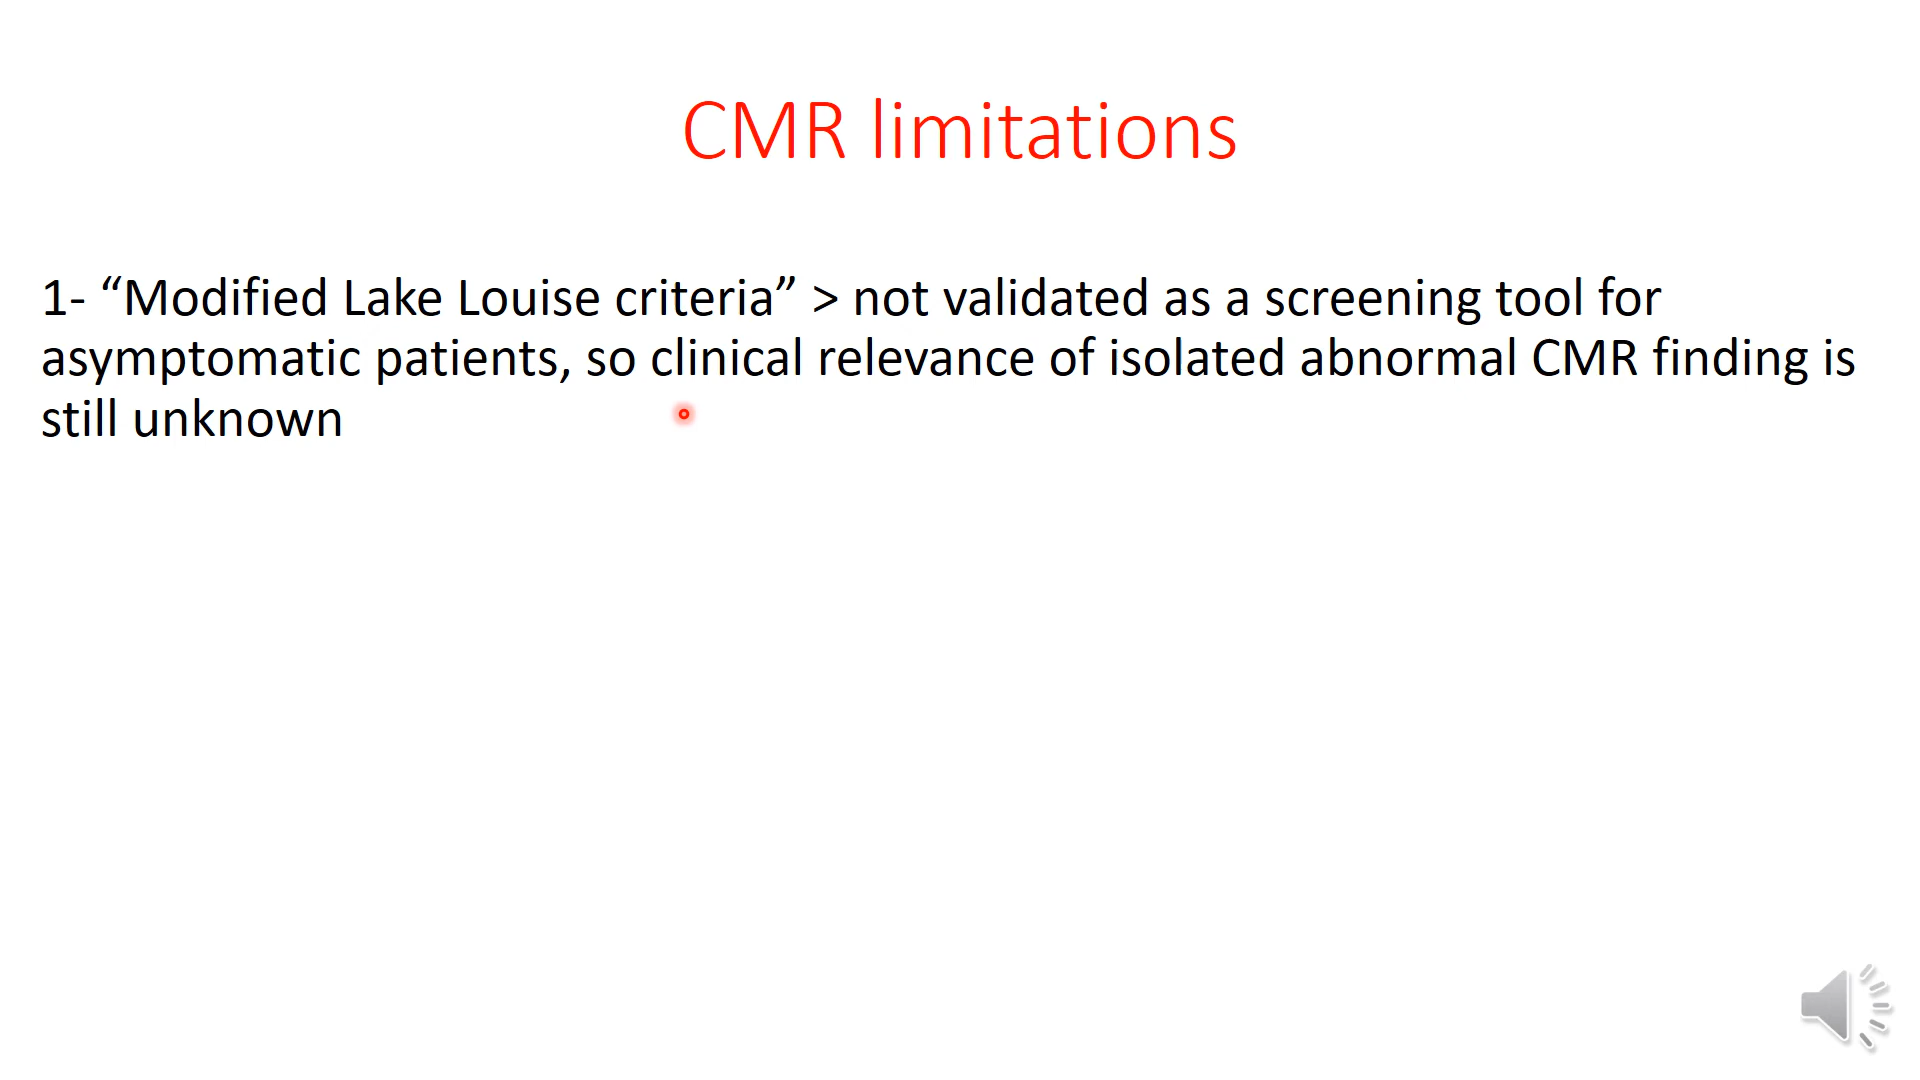 CMR limitations
1- “Modified Lake Louise criteria” > not validated as a screening tool for
asymptomatic patients, so clinical relevance of isolated abnormal CMR finding is
still unknown